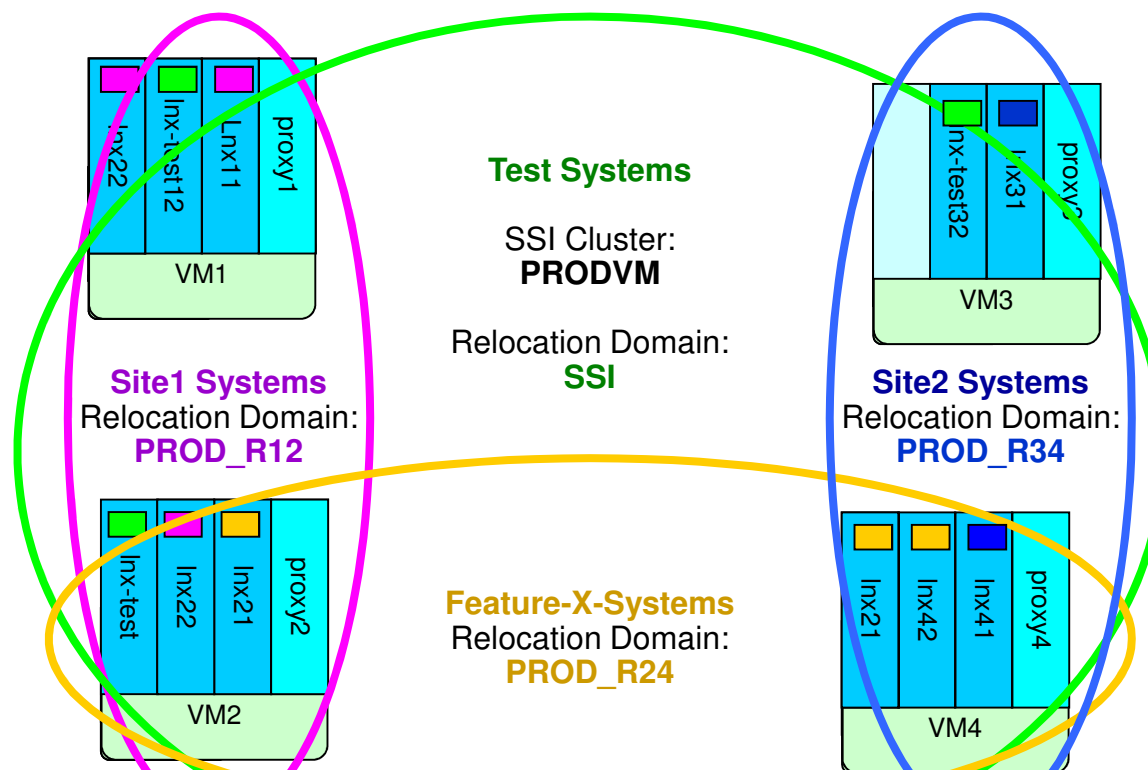 lnx22
lnx-test12
Lnx11
proxy1
VM1
Test Systems
SSI Cluster:
PRODVM
Relocation Domain:
SSI
lnx-test32
lnx31
proxy3
VM3
Site1 Systems
Relocation Domain:
PROD_R12
Site2 Systems
Relocation Domain:
PROD_R34
lnx-test
lnx22
lnx21
proxy2
VM2
Feature-X-Systems
Relocation Domain:
PROD_R24
lnx21
lnx42
lnx41
proxy4
VM4